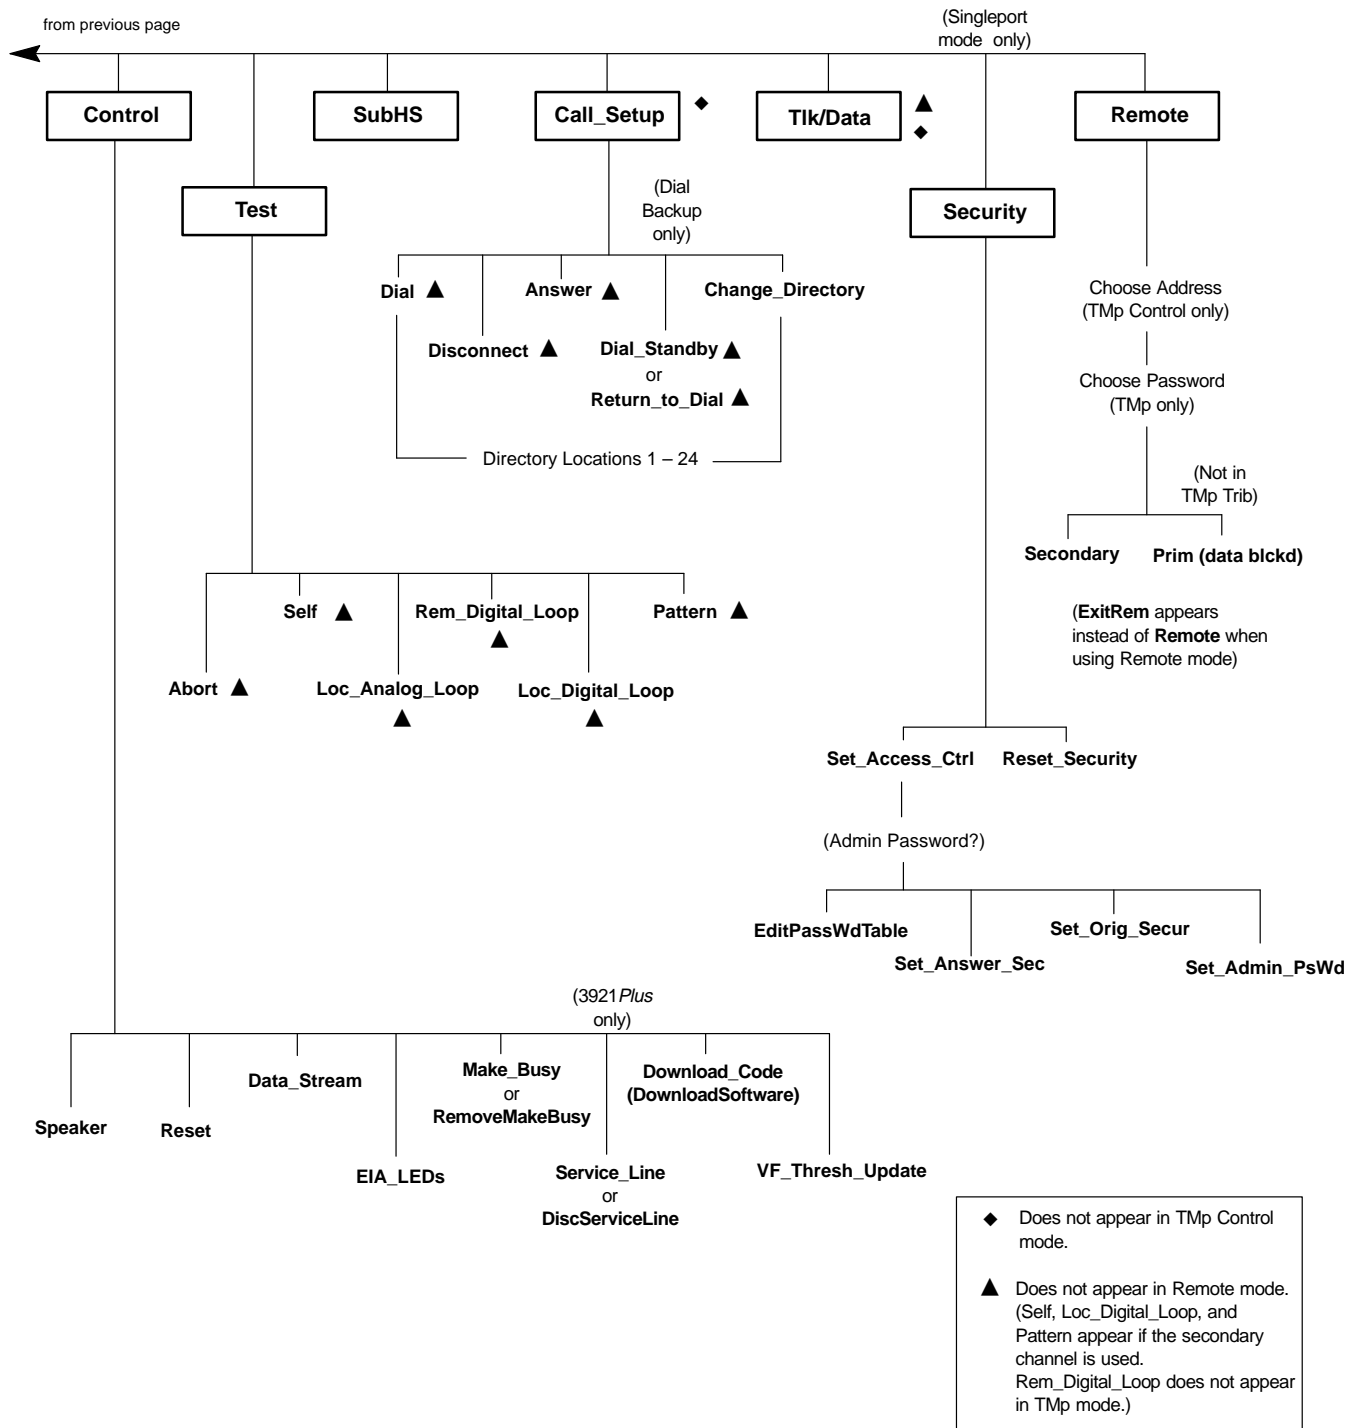 from previous page
(Singleport
mode only)
Control
SubHS
Call_Setup ◆
Tlk/Data ▲
◆
Remote
Test
(Dial
Backup
only)
Security
Dial ▲
Answer ▲
Change_Directory
Disconnect ▲
Dial_Standby ▲
or
Return_to_Dial ▲
Directory Locations 1 – 24
Choose Address
(TMp Control only)
Choose Password
(TMp only)
(Not in
TMp Trib)
Secondary
Prim (data blckd)
(ExitRem appears
instead of Remote when
using Remote mode)
Self ▲
Rem_Digital_Loop
▲
Pattern ▲
Abort ▲
Loc_Analog_Loop
▲
Loc_Digital_Loop
▲
Set_Access_Ctrl
Reset_Security
(Admin Password?)
EditPassWdTable
Set_Answer_Sec
Set_Orig_Secur
Set_Admin_PsWd
(3921Plus
only)
Speaker
Reset
Data_Stream
EIA_LEDs
Make_Busy
or
RemoveMakeBusy
Service_Line
or
DiscServiceLine
Download_Code
(DownloadSoftware)
VF_Thresh_Update
◆ Does not appear in TMp Control
mode.
▲ Does not appear in Remote mode.
(Self, Loc_Digital_Loop, and
Pattern appear if the secondary
channel is used.
Rem_Digital_Loop does not appear
in TMp mode.)